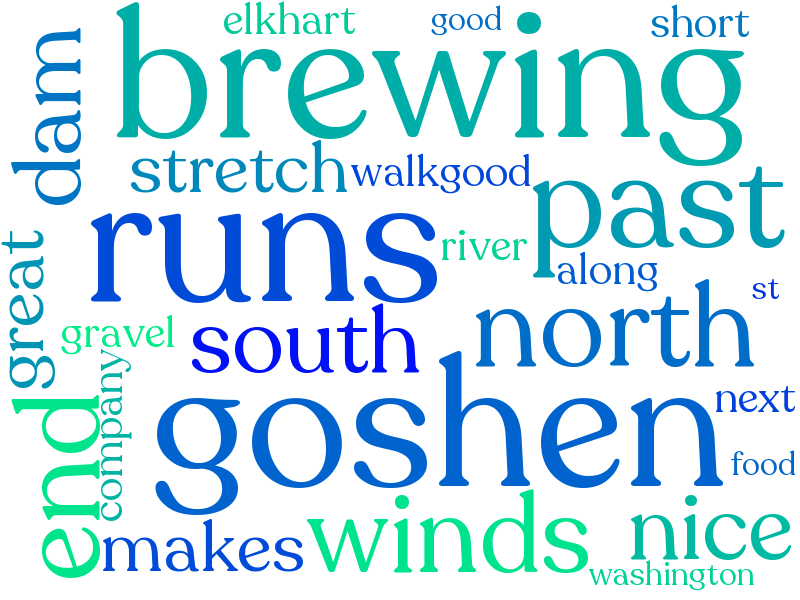 elkhart
good
short
brewing
dam
stretch
walkgood
past
runs
river
along
st
great
gravel
south
north
company
goshen
next
end
food
winds
nice
makes
washington